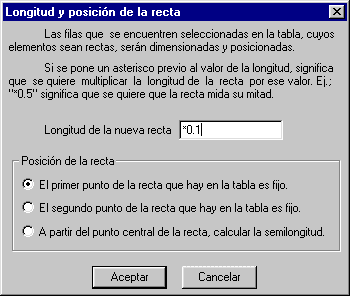 Longitud y posición de la recta
Las filas que se encuentren seleccionadas en la tabla, cuyos
elementos sean rectas, serán dimensionadas y posicionadas.
Si se pone un asterisco previo al valor de la longitud, significa
que se quiere multiplicar la longitud de la recta por ese valor. Ej.;
"*0.5" significa que se quiere que la recta mida su mitad.
Longitud de la nueva recta *0.1
Posición de la recta
El primer punto de la recta que hay en la tabla es fijo.
El segundo punto de la recta que hay en la tabla es fijo.
A partir del punto central de la recta, calcular la semilongitud.
Aceptar Cancelar